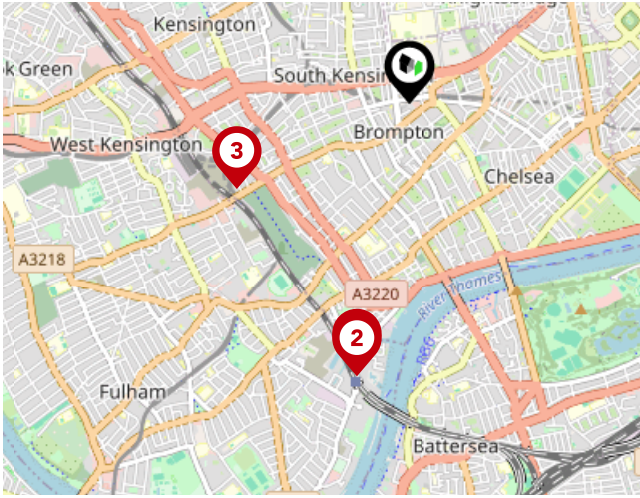 Kensington
k Green
South Kensin
Brompton
West Kensington
3
Chelsea
A3218
A3220
River Thames
2
Fulham
Battersea